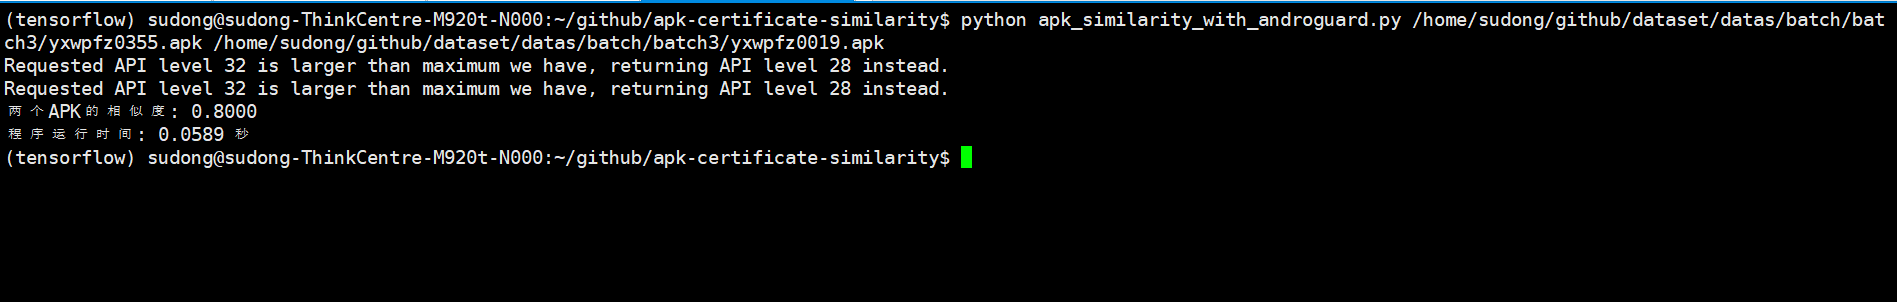 (tensorflow) sudong@sudong-ThinkCentre-M920t-N000:~/github/apk-certificate-similarity$ python apk_similarity_with_androguard.py /home/sudong/github/dataset/datas/batch/bat
ch3/yxwpfz0355.apk /home/sudong/github/dataset/datas/batch/batch3/yxwpfz0019.apk
Requested API level 32 is larger than maximum we have, returning API level 28 instead.
Requested API level 32 is larger than maximum we have, returning API level 28 instead.
两个APK的相似度: 0.8000
程序运行时间: 0.0589 秒
(tensorflow) sudong@sudong-ThinkCentre-M920t-N000:~/github/apk-certificate-similarity$